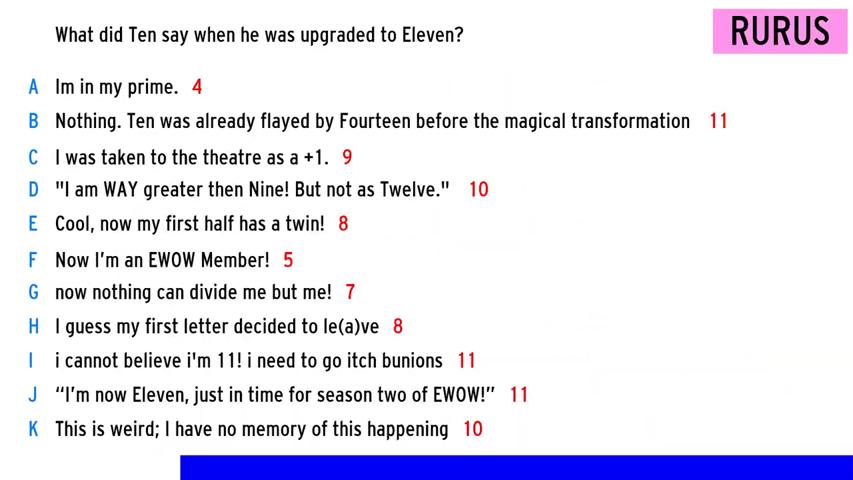 What did Ten say when he was upgraded to Eleven?
RURUS
A Im in my prime. 4
B Nothing. Ten was already flayed by Fourteen before the magical transformation 11
C I was taken to the theatre as a +1. 9
D "I am WAY greater then Nine! But not as Twelve." 10
E Cool, now my first half has a twin! 8
F Now I'm an EWOW Member! 5
G now nothing can divide me but me! 7
H I guess my first letter decided to le(a)ve 8
I i cannot believe i'm 11! i need to go itch bunions 11
J “I'm now Eleven, just in time for season two of EWOW!” 11
K This is weird; I have no memory of this happening 10